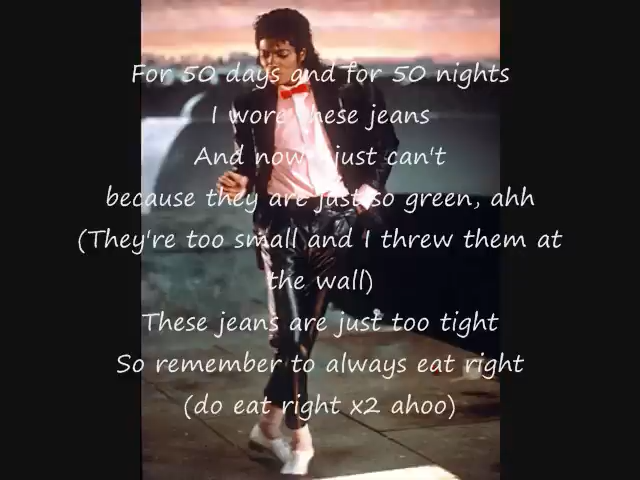 For 50 days and for 50 nights
I wore these jeans
And now I just can't
because they are just so green, ahh
(They're too small and I threw them at
the wall)
These jeans are just too tight
So remember to always eat right
(do eat right x2 ahoo)